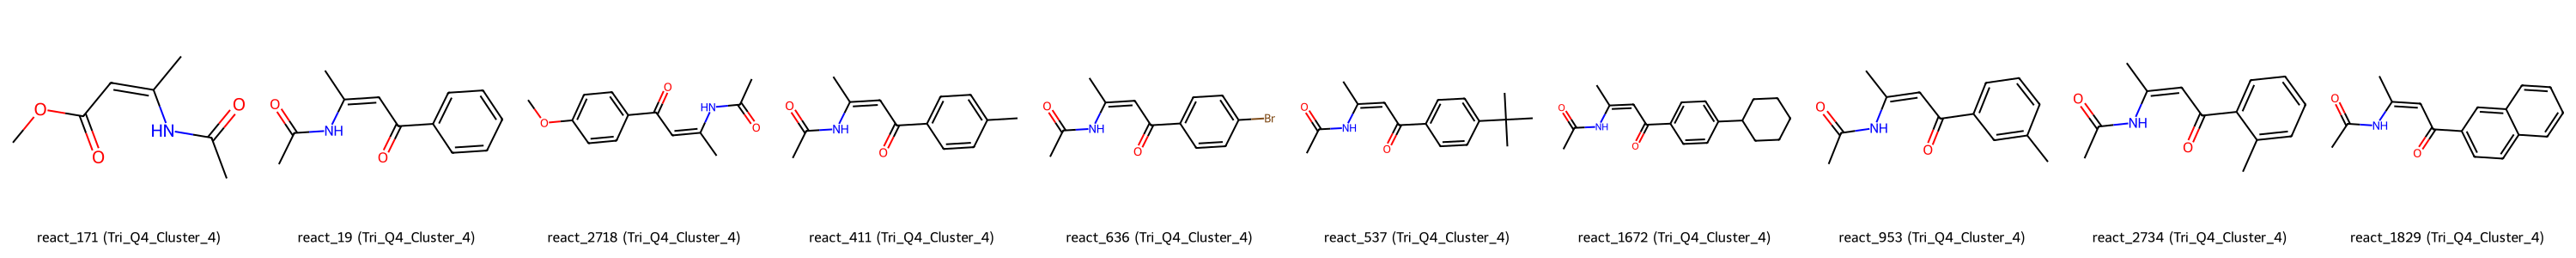 O
O
HN
O
O
NH
O
O
O
HN
O
O
NH
O
O
NH
O
Br
O
NH
O
O
NH
O
O
NH
O
O
NH
O
O
NH
O
react_171 (Tri_Q4_Cluster_4)
react_19 (Tri_Q4_Cluster_4)
react_2718 (Tri_Q4_Cluster_4)
react_411 (Tri_Q4_Cluster_4)
react_636 (Tri_Q4_Cluster_4)
react_537 (Tri_Q4_Cluster_4)
react_1672 (Tri_Q4_Cluster_4)
react_953 (Tri_Q4_Cluster_4)
react_2734 (Tri_Q4_Cluster_4)
react_1829 (Tri_Q4_Cluster_4)